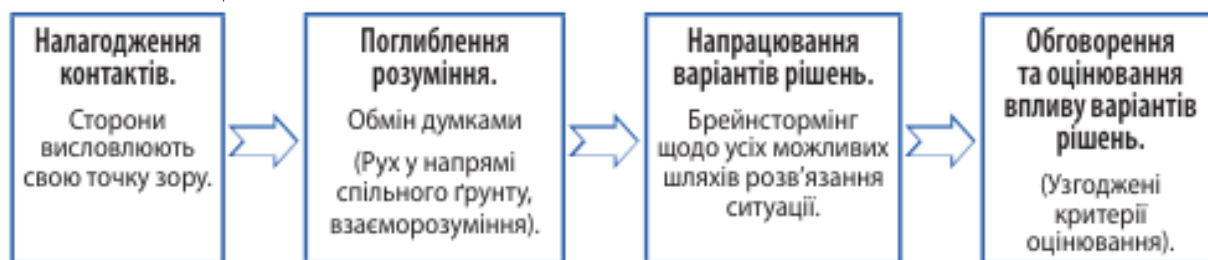 Налагодження
контактів.
Сторони
висловлюють
свою точку зору.
Поглиблення
розуміння.
Обмін думками
(Рух у напрямі
спільного ґрунту,
взаєморозуміння).
Напрацювання
варіантів рішень.
Брейнстормінг
щодо усіх можливих
шляхів розв'язання
ситуації.
Обговорення
та оцінювання
впливу варіантів
рішень.
(Узгоджені
критерії
оцінювання).